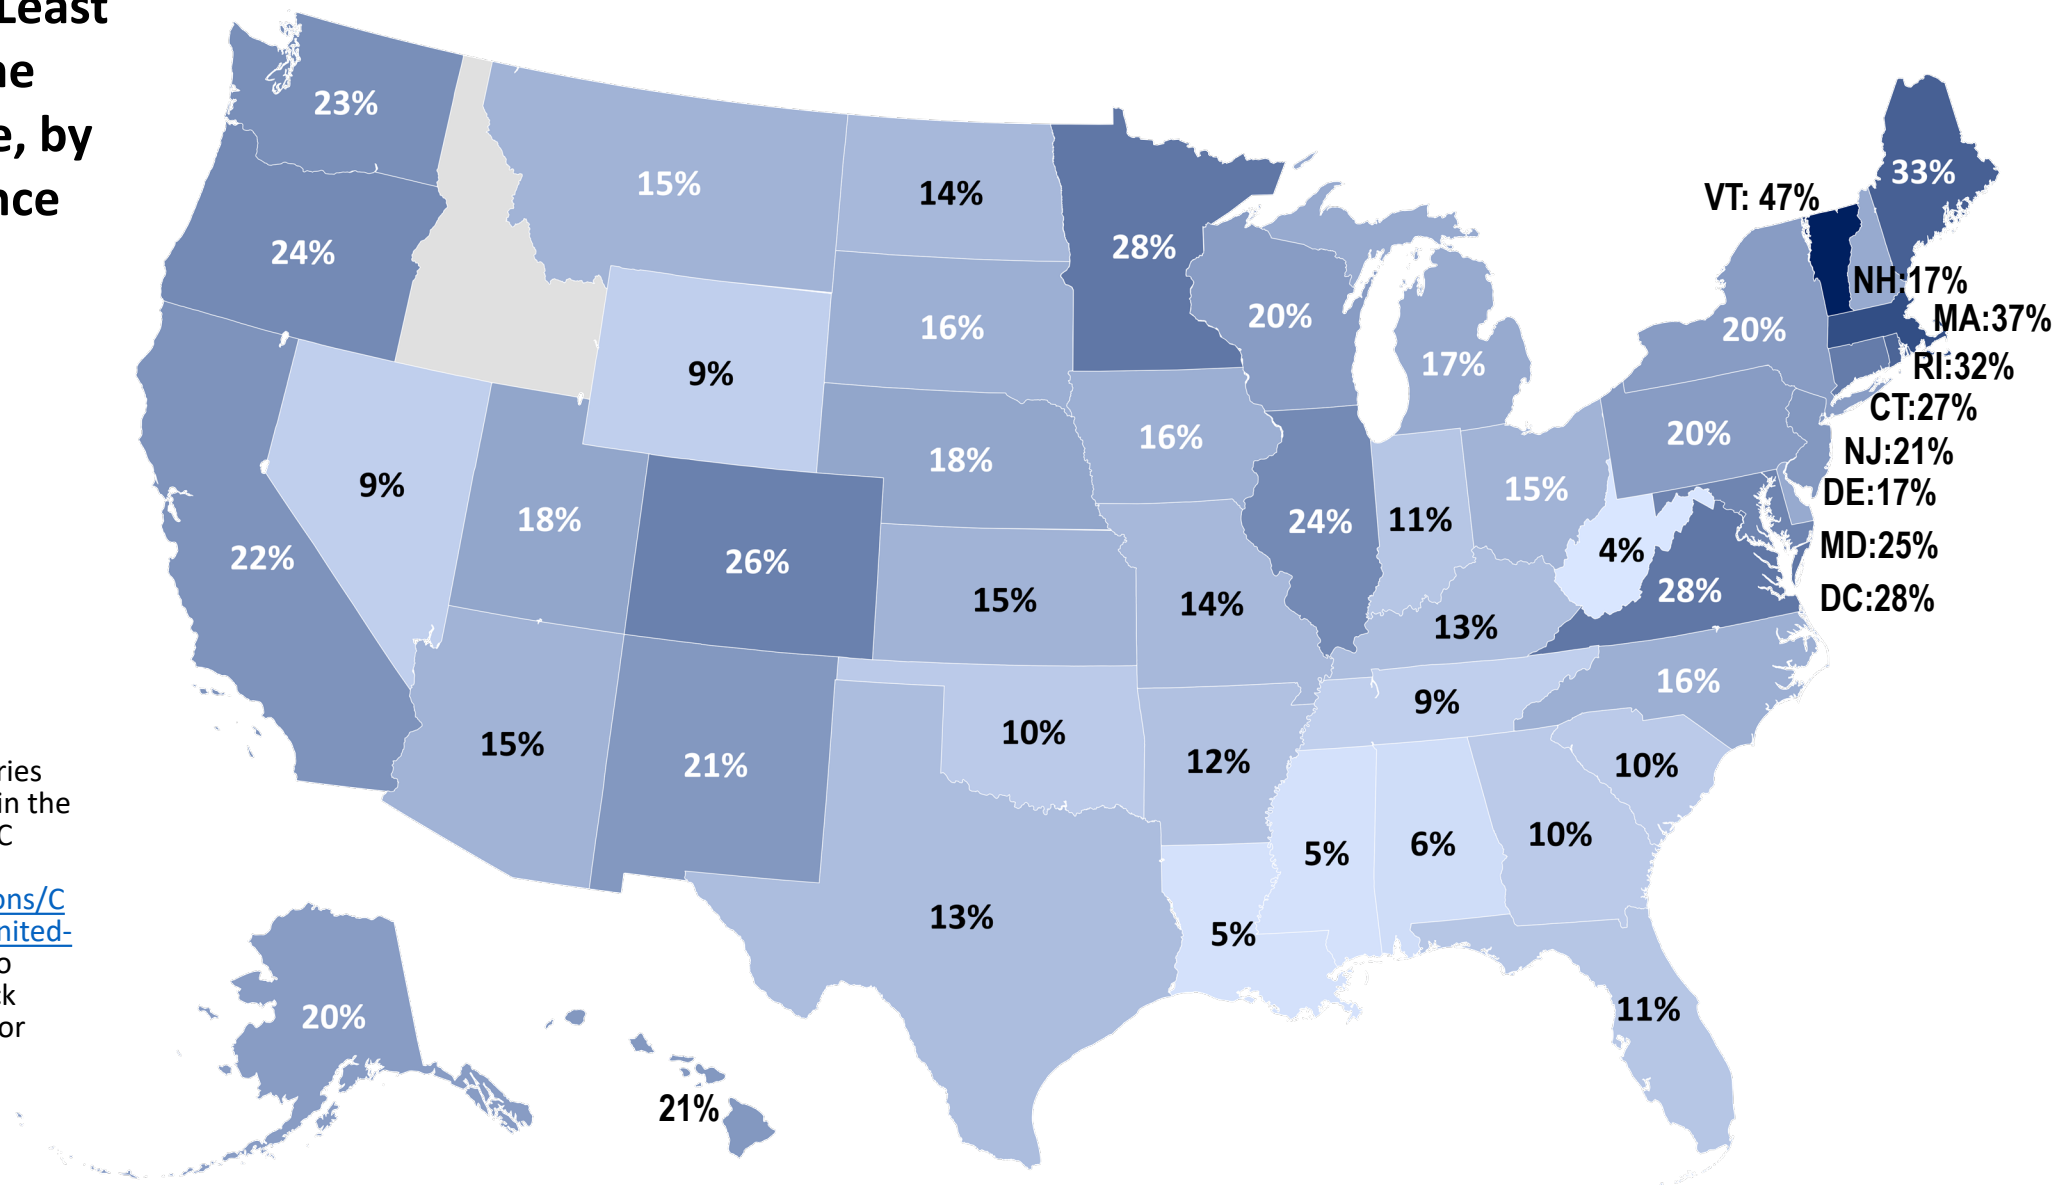 Least
ne
e, by
nce
23%
33%
VT: 47%
15%
14%
24%
28%
NH:17%
16%
20%
20%
MA:37%
17%
RI:32%
9%
CT:27%
16%
20%
18%
NJ:21%
9%
15%
DE:17%
18%
24%
11%
4%
MD:25%
22%
26%
28%
15%
14%
DC:28%
13%
16%
9%
15%
10%
21%
12%
10%
5%
6%
10%
13%
5%
11%
20%
21%
ries
in the
C
ons/C
nited-
o
ck
or